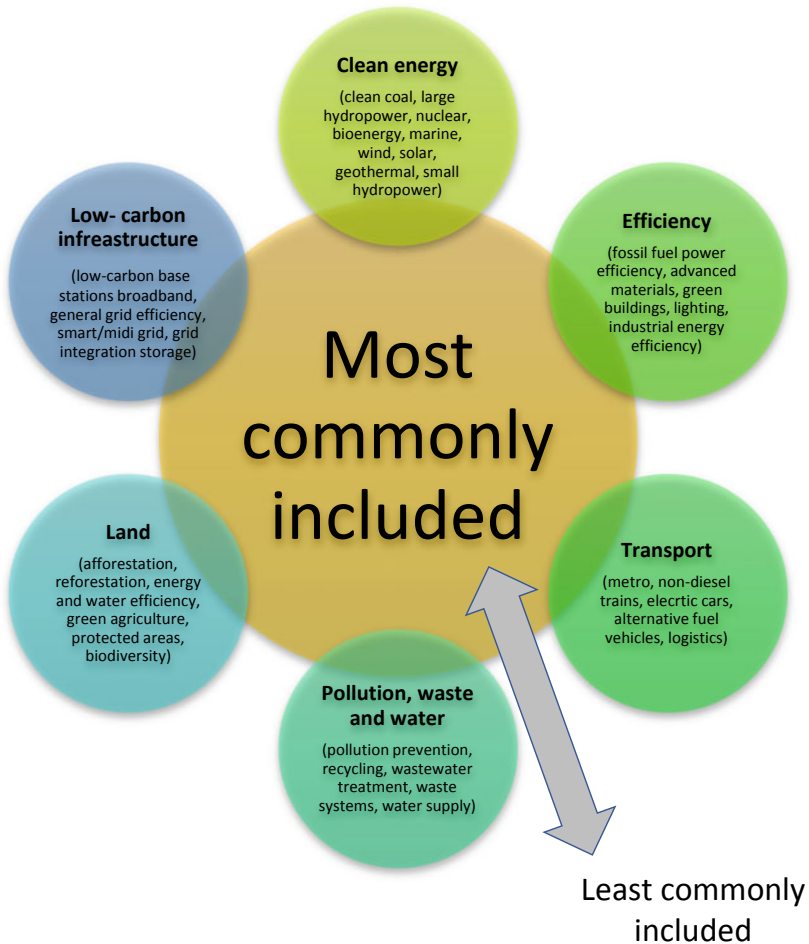 Clean energy
(clean coal, large
hydropower, nuclear,
bioenergy, marine,
wind, solar,
geothermal, small
hydropower)
Low- carbon
infreastructure
(low-carbon base
stations broadband,
general grid efficiency,
smart/midi grid, grid
integration storage)
Efficiency
(fossil fuel power
efficiency, advanced
materials, green
buildings, lighting,
industrial energy
efficiency)
Most
commonly
included
Land
(afforestation,
reforestation, energy
and water efficiency,
green agriculture,
protected areas,
biodiversity)
Transport
(metro, non-diesel
trains, elecrtic cars,
alternative fuel
vehicles, logistics)
Pollution, waste
and water
(pollution prevention,
recycling, wastewater
treatment, waste
systems, water supply)
Least commonly
included